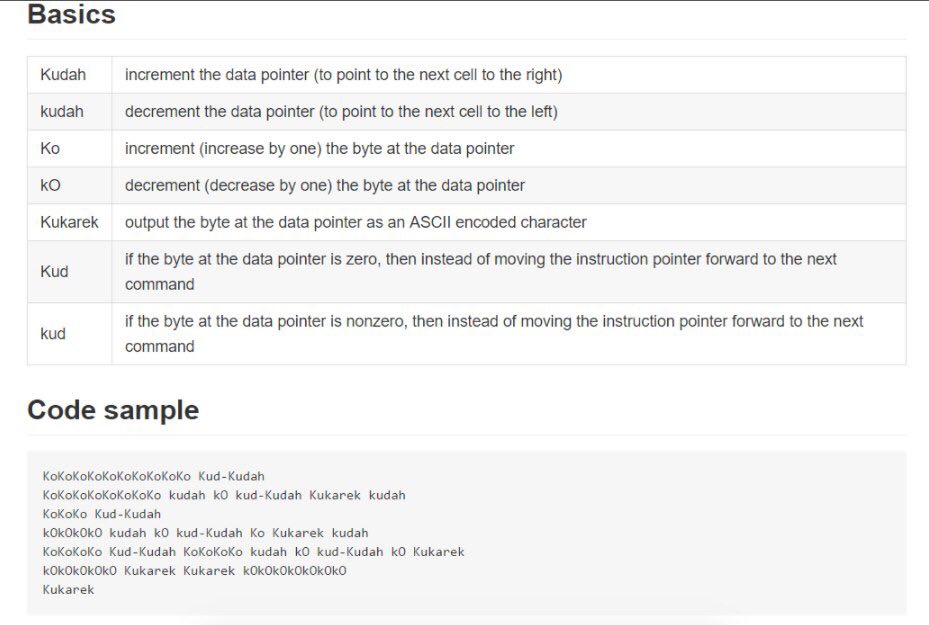 Basics
Kudah increment the data pointer (to point to the next cell to the right)
kudah decrement the data pointer (to point to the next cell to the left)
Ko increment (increase by one) the byte at the data pointer
kO decrement (decrease by one) the byte at the data pointer
Kukarek output the byte at the data pointer as an ASCII encoded character
Kud if the byte at the data pointer is zero, then instead of moving the instruction pointer forward to the next
command
kud if the byte at the data pointer is nonzero, then instead of moving the instruction pointer forward to the next
command
Code sample
KoKoKoKoKoKoKoKoKoKo Kud-Kudah
KoKoKoKoKoKoKoKo kudah kO kud-Kudah Kukarek kudah
KoKoKo Kud-Kudah
kOkOkOkO kudah kO kud-Kudah Ko Kukarek kudah
KoKoKoKo Kud-Kudah KoKoKoKo kudah kO kud-Kudah kO Kukarek
kOkOkOkOkO Kukarek Kukarek kOkOkOkOkOkOkO
Kukarek